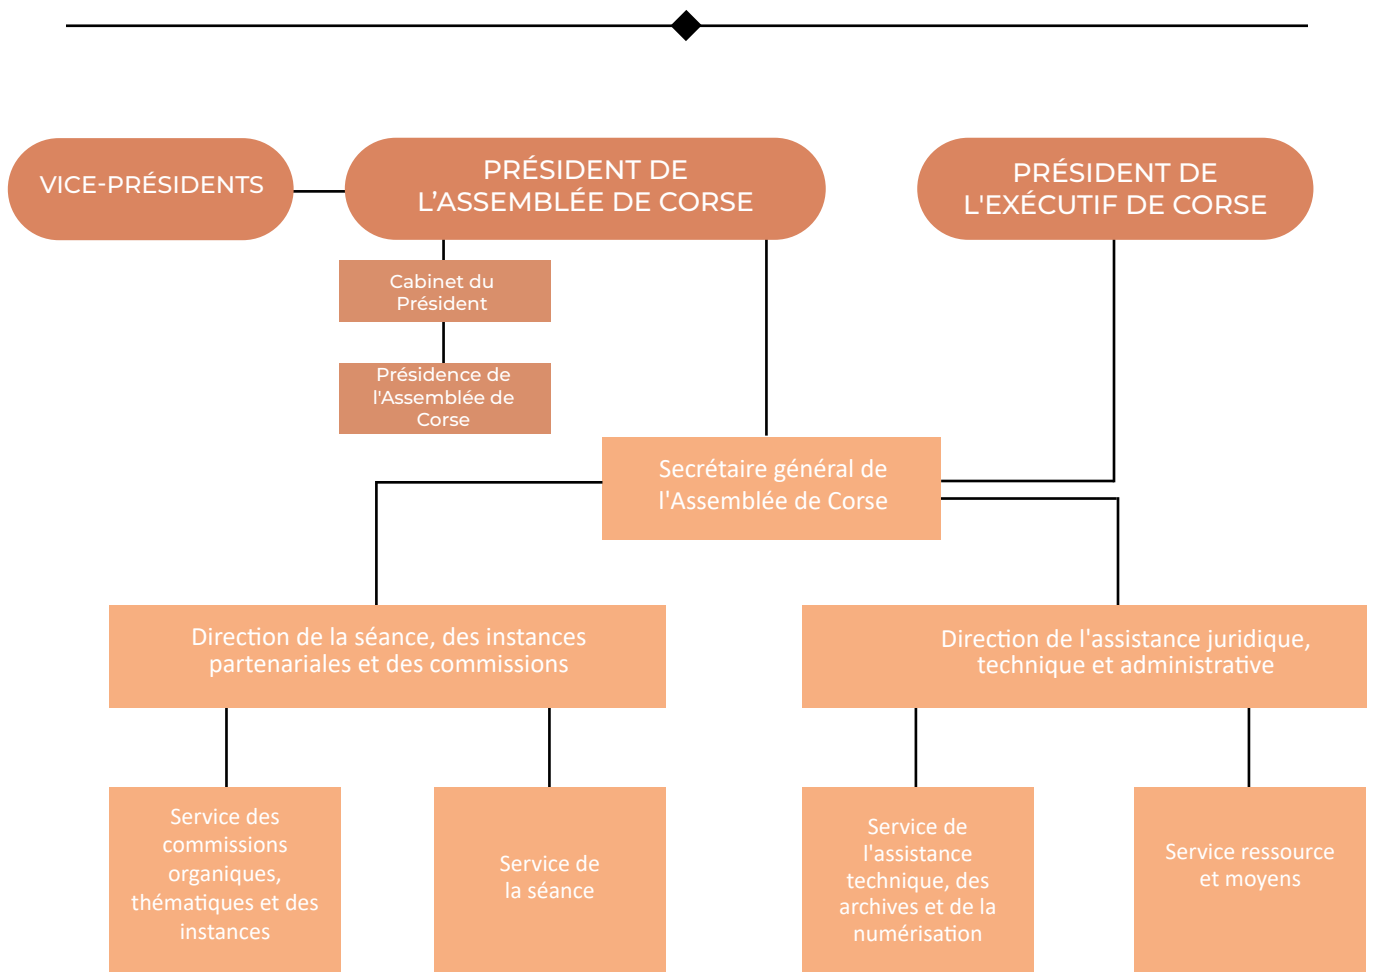 VICE-PRÉSIDENTS
PRÉSIDENT DE
L’ASSEMBLÉE DE CORSE
PRÉSIDENT DE
L'EXÉCUTIF DE CORSE
Cabinet du
Président
Présidence de
l'Assemblée de
Corse
Secrétaire général de
l'Assemblée de Corse
Direction de la séance, des instances
partenariales et des commissions
Direction de l'assistance juridique,
technique et administrative
Service des
commissions
organiques,
thématiques et des
instances
Service de
la séance
Service de
l'assistance
technique, des
archives et de la
numérisation
Service ressource
et moyens